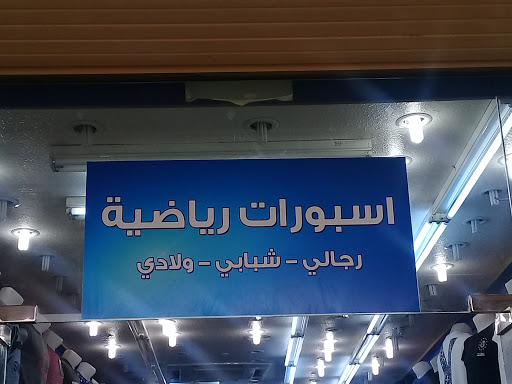 اسبورات رياضية
رجالي - شبابي - ولادي